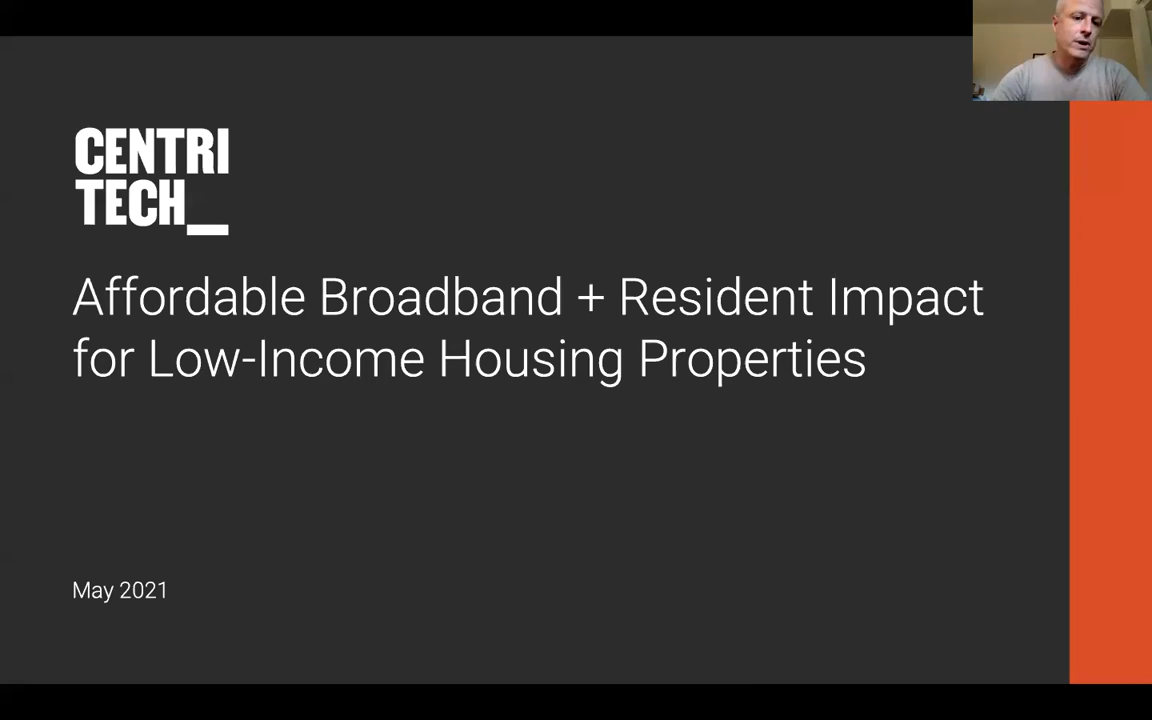 CENTRI
TECH_
Affordable Broadband + Resident Impact
for Low-Income Housing Properties
May 2021